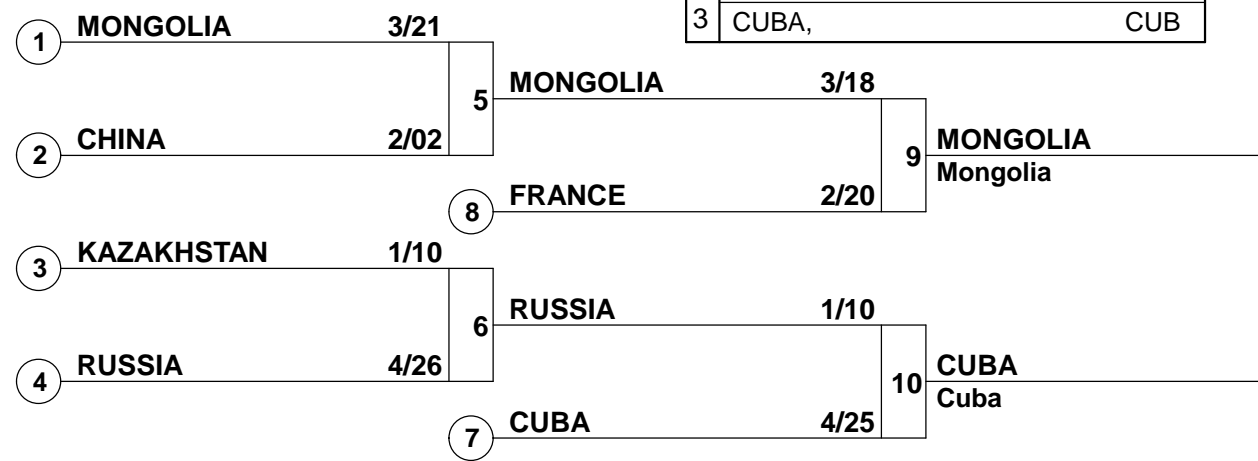 3 CUBA, CUB
1 MONGOLIA 3/21
5 MONGOLIA 3/18
2 CHINA 2/02
9 MONGOLIA
Mongolia
8 FRANCE 2/20
3 KAZAKHSTAN 1/10
6 RUSSIA 1/10
4 RUSSIA 4/26
10 CUBA
Cuba
7 CUBA 4/25